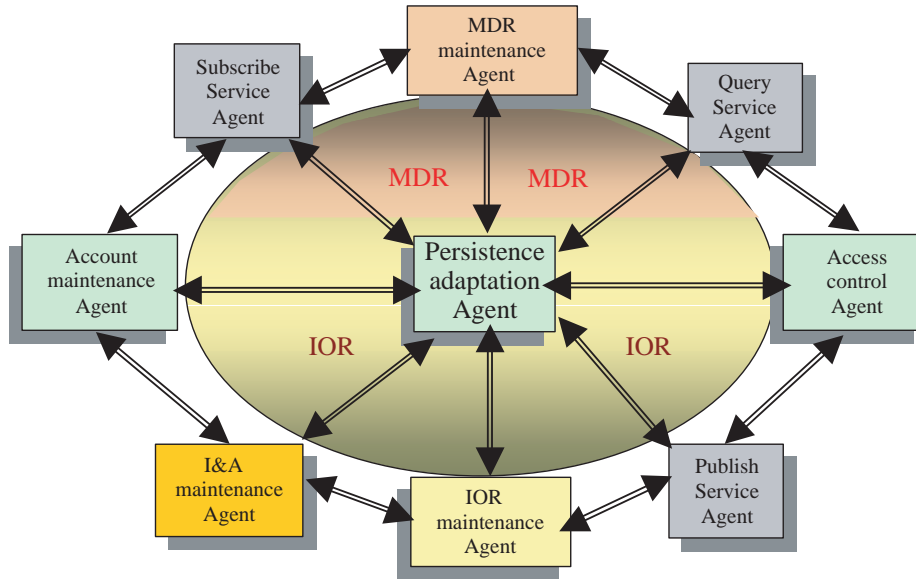 MDR
maintenance
Agent
Subscribe
Service
Agent
Query
Service
Agent
MDR
MDR
Account
maintenance
Agent
Persistence
adaptation
Agent
Access
control
Agent
IOR
IOR
I&A
maintenance
Agent
IOR
maintenance
Agent
Publish
Service
Agent